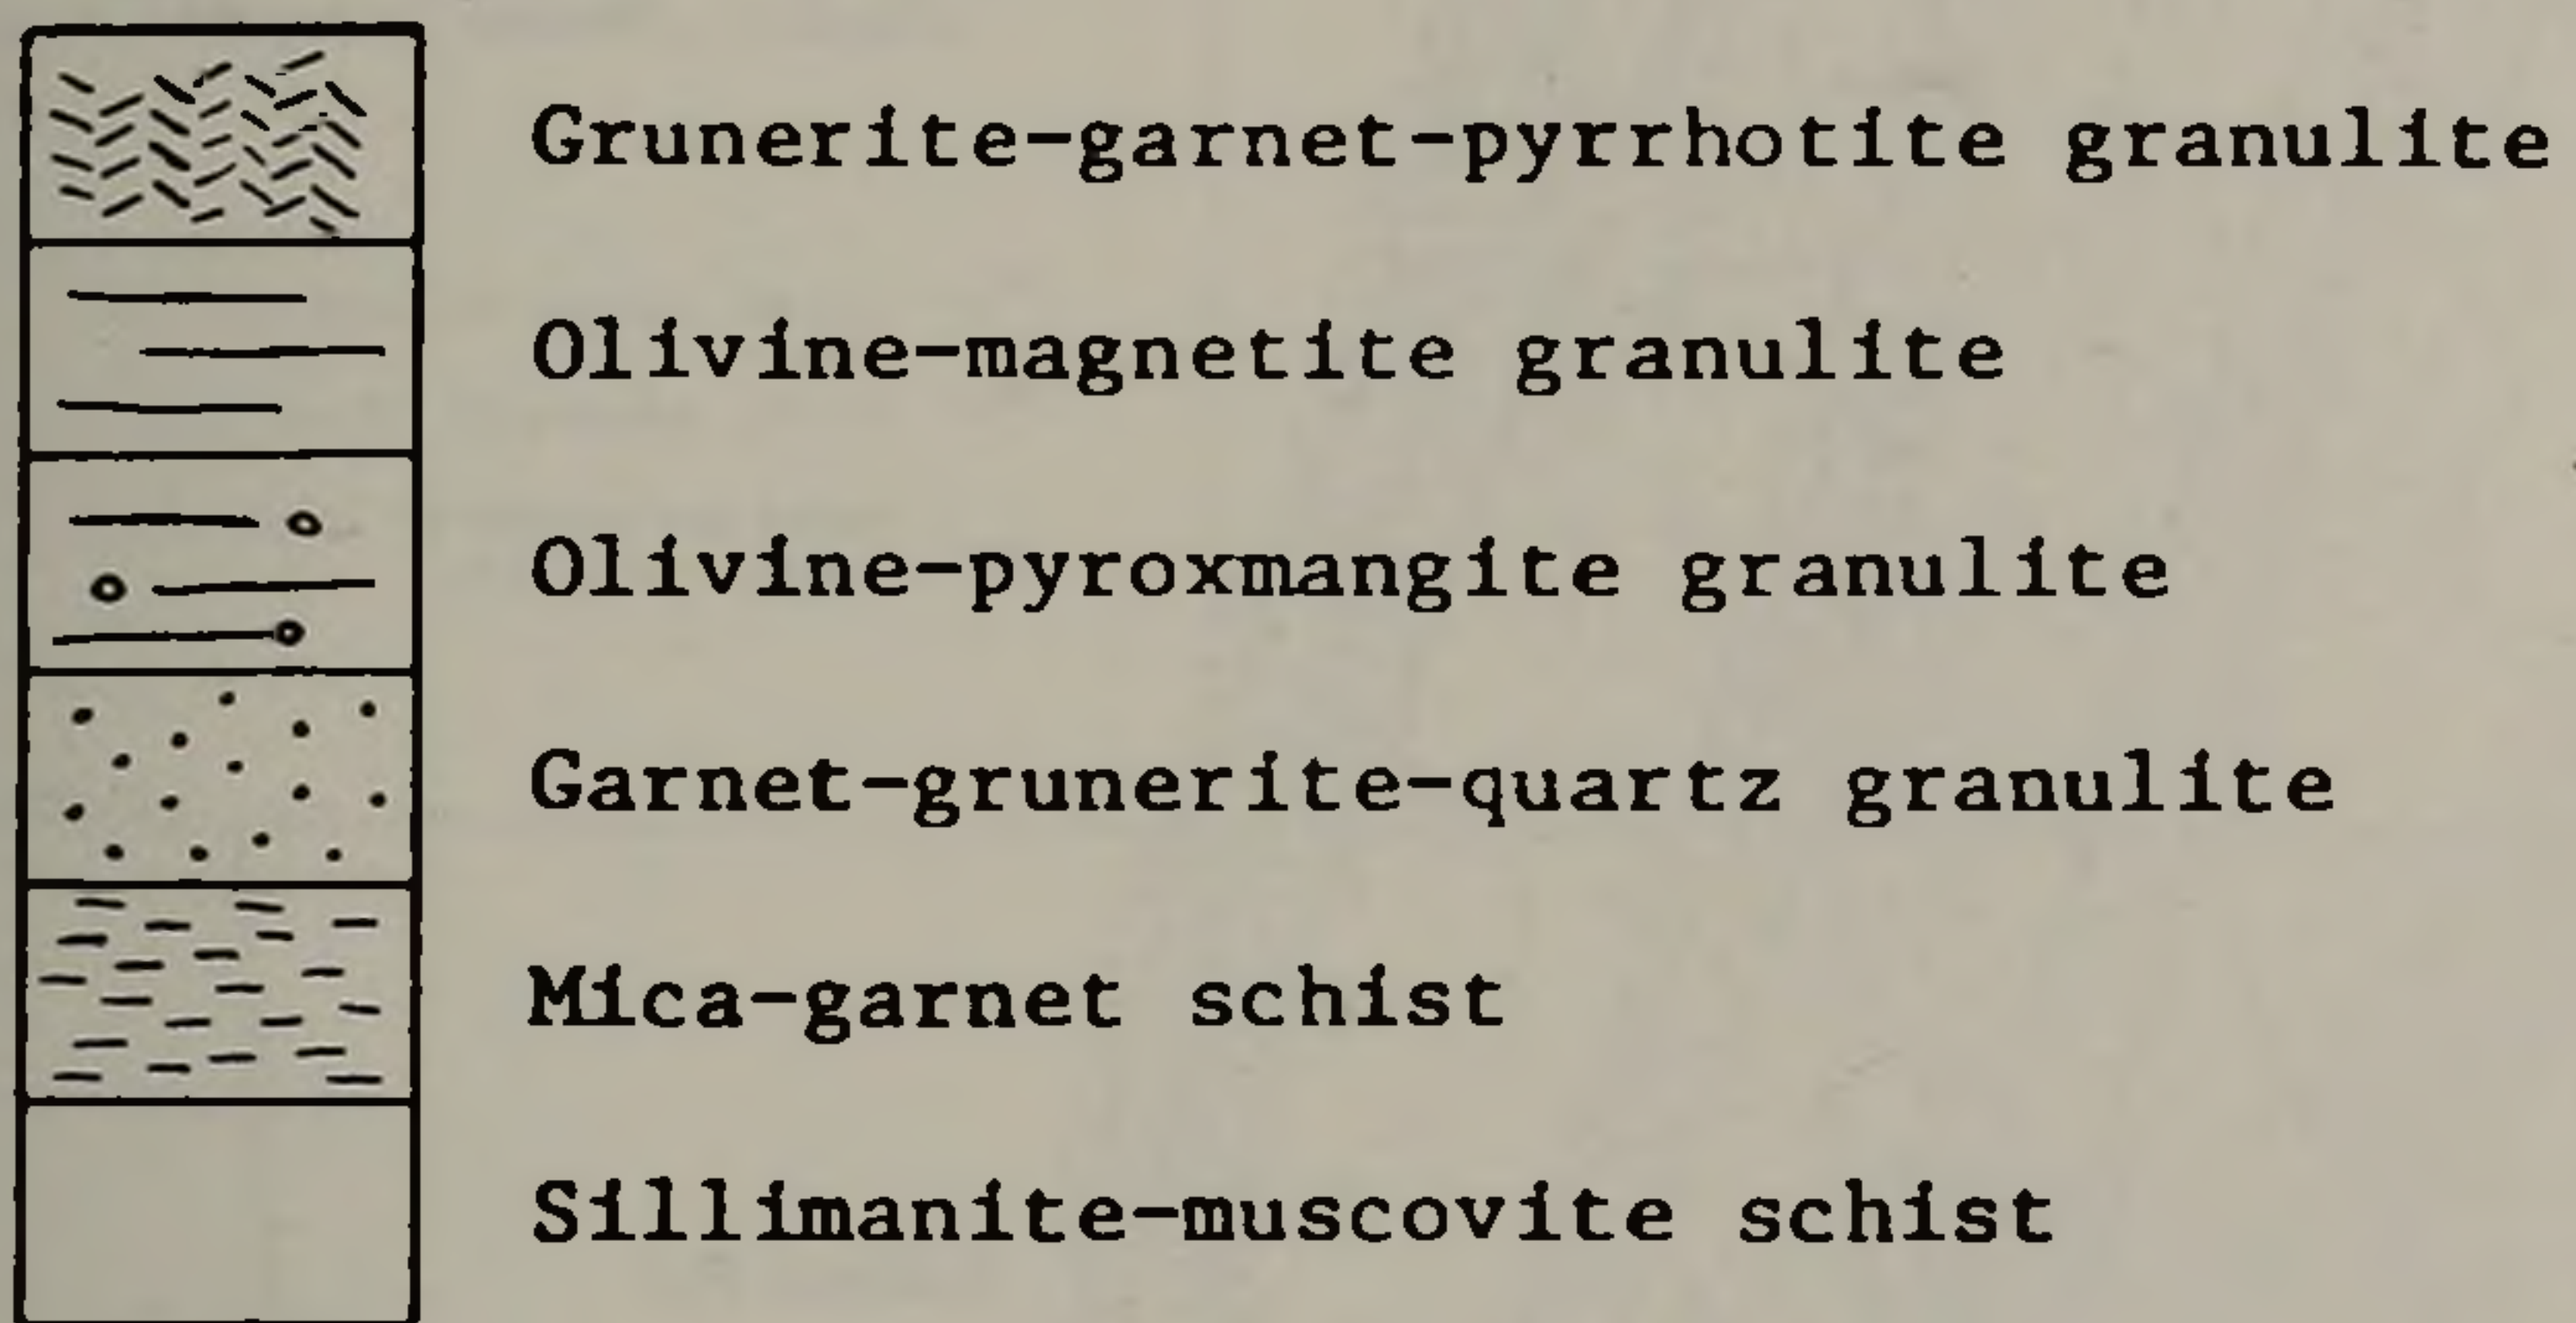 Grunerite-garnet-pyrrhotite granulite
Olivine-magnetite granulite
Olivine-pyroxmangite granulite
Garnet-grunerite-quartz granulite
Mica-garnet schist
Sillimanite-muscovite schist